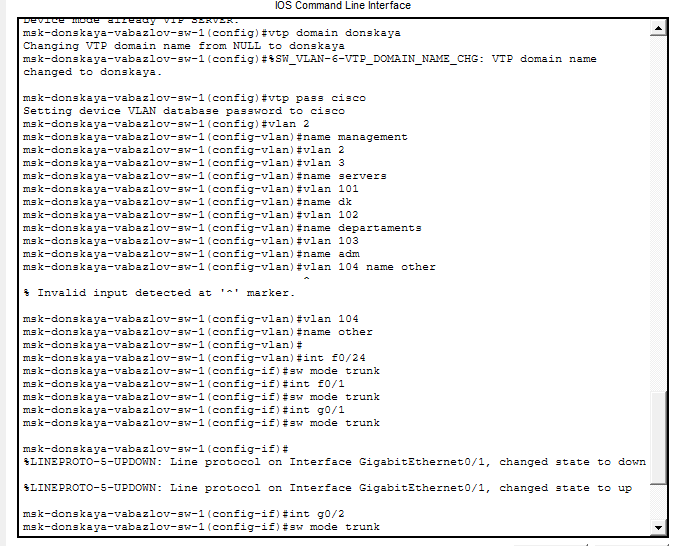 IOS Command Line Interface
Device mode already VTP SERVER.
msk-donskaya-vabazlov-sw-1(config)#vtp domain donskaya
Changing VTP domain name from NULL to donskaya
msk-donskaya-vabazlov-sw-1(config)#%SW_VLAN-6-VTP_DOMAIN_NAME_CHG: VTP domain name
changed to donskaya.
msk-donskaya-vabazlov-sw-1(config)#vtp pass cisco
Setting device VLAN database password to cisco
msk-donskaya-vabazlov-sw-1(config)#vlan 2
msk-donskaya-vabazlov-sw-1(config-vlan)#name management
msk-donskaya-vabazlov-sw-1(config-vlan)#vlan 2
msk-donskaya-vabazlov-sw-1(config-vlan)#vlan 3
msk-donskaya-vabazlov-sw-1(config-vlan)#name servers
msk-donskaya-vabazlov-sw-1(config-vlan)#vlan 101
msk-donskaya-vabazlov-sw-1(config-vlan)#name dk
msk-donskaya-vabazlov-sw-1(config-vlan)#vlan 102
msk-donskaya-vabazlov-sw-1(config-vlan)#name departaments
msk-donskaya-vabazlov-sw-1(config-vlan)#vlan 103
msk-donskaya-vabazlov-sw-1(config-vlan)#name adm
msk-donskaya-vabazlov-sw-1(config-vlan)#vlan 104 name other
^
% Invalid input detected at '^' marker.
msk-donskaya-vabazlov-sw-1(config-vlan)#vlan 104
msk-donskaya-vabazlov-sw-1(config-vlan)#name other
msk-donskaya-vabazlov-sw-1(config-vlan)#
msk-donskaya-vabazlov-sw-1(config-vlan)#int f0/24
msk-donskaya-vabazlov-sw-1(config-if)#sw mode trunk
msk-donskaya-vabazlov-sw-1(config-if)#int f0/1
msk-donskaya-vabazlov-sw-1(config-if)#sw mode trunk
msk-donskaya-vabazlov-sw-1(config-if)#int g0/1
msk-donskaya-vabazlov-sw-1(config-if)#sw mode trunk
msk-donskaya-vabazlov-sw-1(config-if)#
%LINEPROTO-5-UPDOWN: Line protocol on Interface GigabitEthernet0/1, changed state to down
%LINEPROTO-5-UPDOWN: Line protocol on Interface GigabitEthernet0/1, changed state to up
msk-donskaya-vabazlov-sw-1(config-if)#int g0/2
msk-donskaya-vabazlov-sw-1(config-if)#sw mode trunk